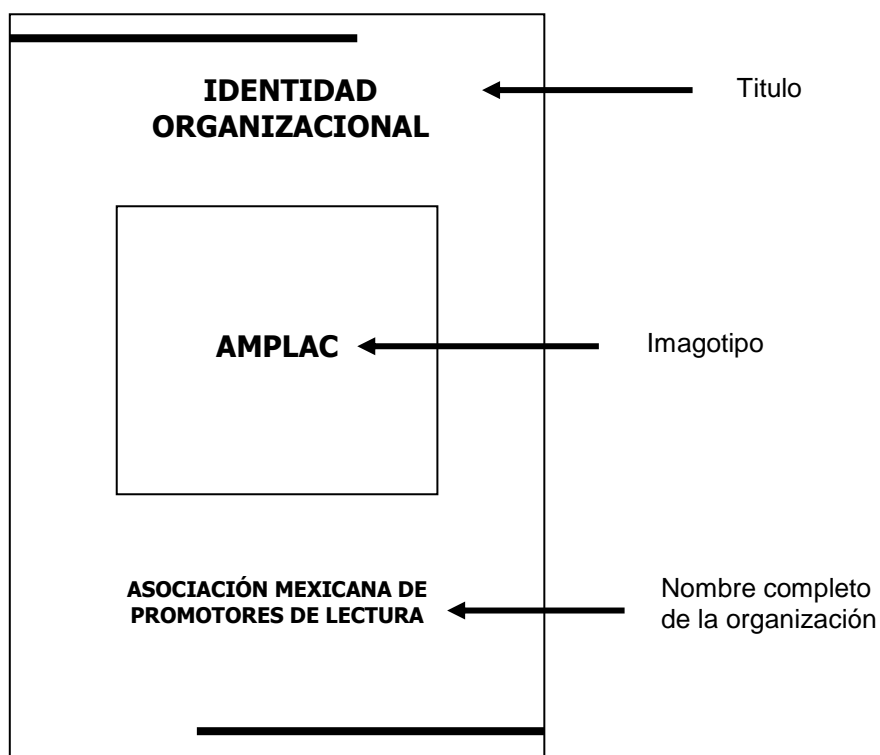 IDENTIDAD
ORGANIZACIONAL
Titulo
AMPLAC
Imagotipo
ASOCIACIÓN MEXICANA DE
PROMOTORES DE LECTURA
Nombre completo
de la organización